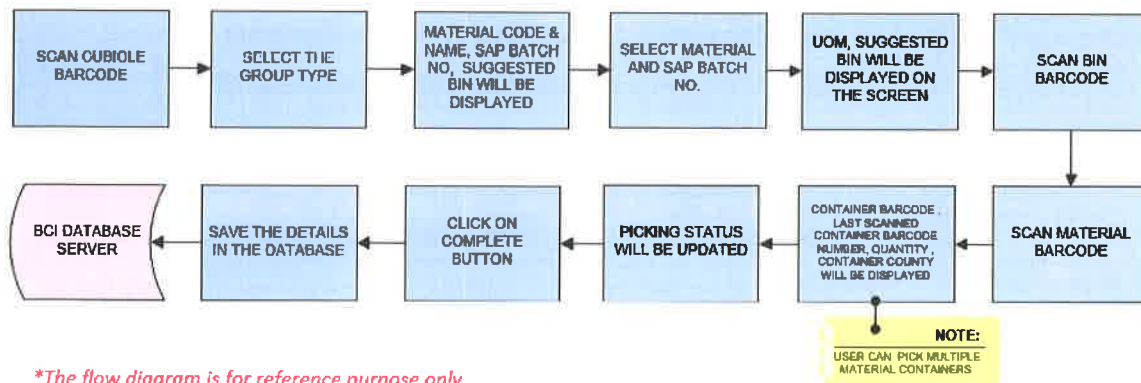 SCAN CUBIOLE
BARCODE
SELECT THE
GROUP TYPE
MATERIAL CODE &
NAME, SAP BATCH
NO, SUGGESTED
BIN WILL BE
DISPLAYED
SELECT MATERIAL
AND SAP BATCH
NO.
UOM, SUGGESTED
BIN WILL BE
DISPLAYED ON
THE SCREEN
SCAN BIN
BARCODE
BCI DATABASE
SERVER
SAVE THE DETAILS
IN THE DATABASE
CLICK ON
COMPLETE
BUTTON
PICKING STATUS
WILL BE UPDATED
CONTAINER BARCODE ,
LAST SCANNED
CONTAINER BARCODE
NUMBER, QUANTITY ,
CONTAINER COUNTY
WILL BE DISPLAYED
SCAN MATERIAL
BARCODE
NOTE:
USER CAN PICK MULTIPLE
MATERIAL CONTAINERS
*The flow diagram is for reference purpose only